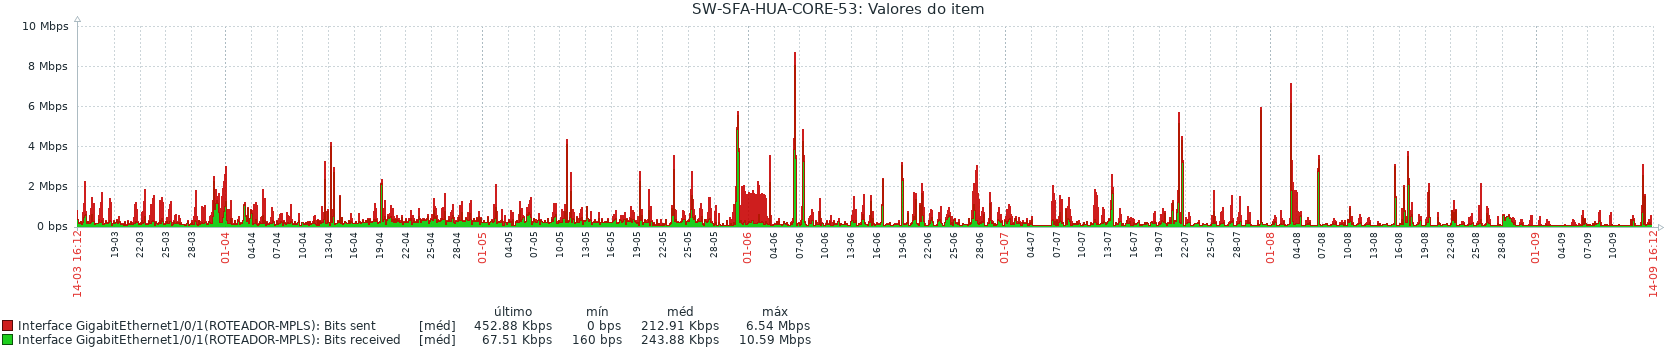 SW-SFA-HUA-CORE-53: Valores do item
10 Mbps
8 Mbps
6 Mbps
4 Mbps
2 Mbps
0 bps
14-03 16:12 19-03 22-03 25-03 28-03 01-04 04-04 07-04 10-04 13-04 16-04 19-04 22-04 25-04 28-04 01-05 04-05 07-05 10-05 13-05 16-05 19-05 22-05 25-05 28-05 01-06 04-06 07-06 10-06 13-06 16-06 19-06 22-06 25-06 28-06 01-07 04-07 07-07 10-07 13-07 16-07 19-07 22-07 25-07 28-07 01-08 04-08 07-08 10-08 13-08 16-08 19-08 22-08 25-08 28-08 01-09 04-09 07-09 10-09 14-09 16:12
último mín méd máx
Interface GigabitEthernet1/0/1(ROTEADOR-MPLS): Bits sent [méd] 452.88 Kbps 0 bps 212.91 Kbps 6.54 Mbps
Interface GigabitEthernet1/0/1(ROTEADOR-MPLS): Bits received [méd] 67.51 Kbps 160 bps 243.88 Kbps 10.59 Mbps